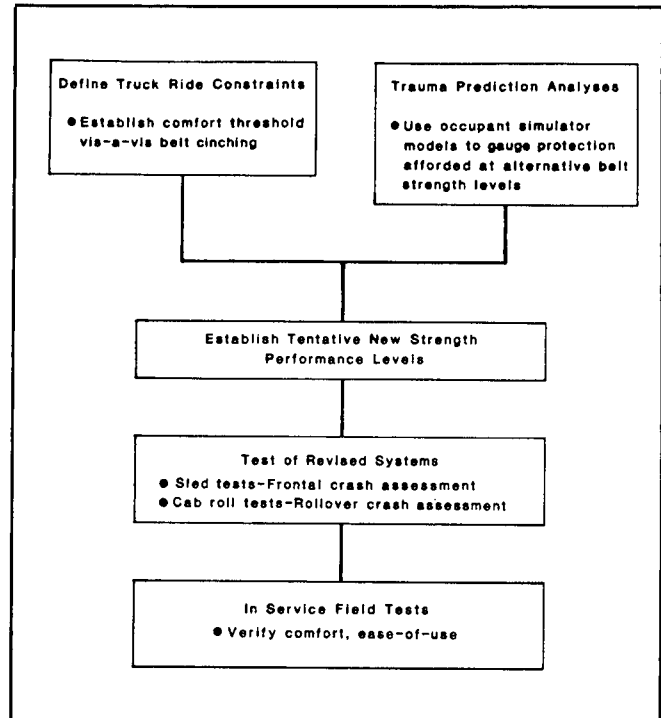 Define Truck Ride Constraints
● Establish comfort threshold
vis-a-vis belt cinching
Trauma Prediction Analyses
● Use occupant simulator
models to gauge protection
afforded at alternative belt
strength levels
Establish Tentative New Strength
Performance Levels
Test of Revised Systems
● Sled tests-Frontal crash assessment
● Cab roll tests-Rollover crash assessment
In Service Field Tests
● Verify comfort, ease-of-use